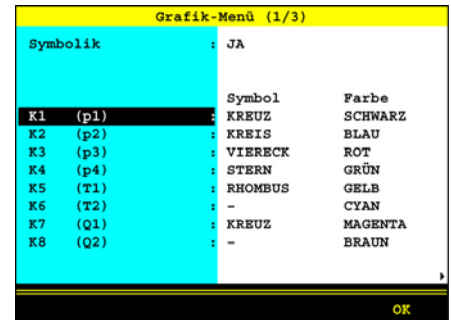 Grafik-Menü (1/3)
Symbolik : JA
Symbol Farbe
K1 (p1) : KREUZ SCHWARZ
K2 (p2) : KREIS BLAU
K3 (p3) : VIERECK ROT
K4 (p4) : STERN GRÜN
K5 (T1) : RHOMBUS GELB
K6 (T2) : - CYAN
K7 (Q1) : KREUZ MAGENTA
K8 (Q2) : - BRAUN
OK